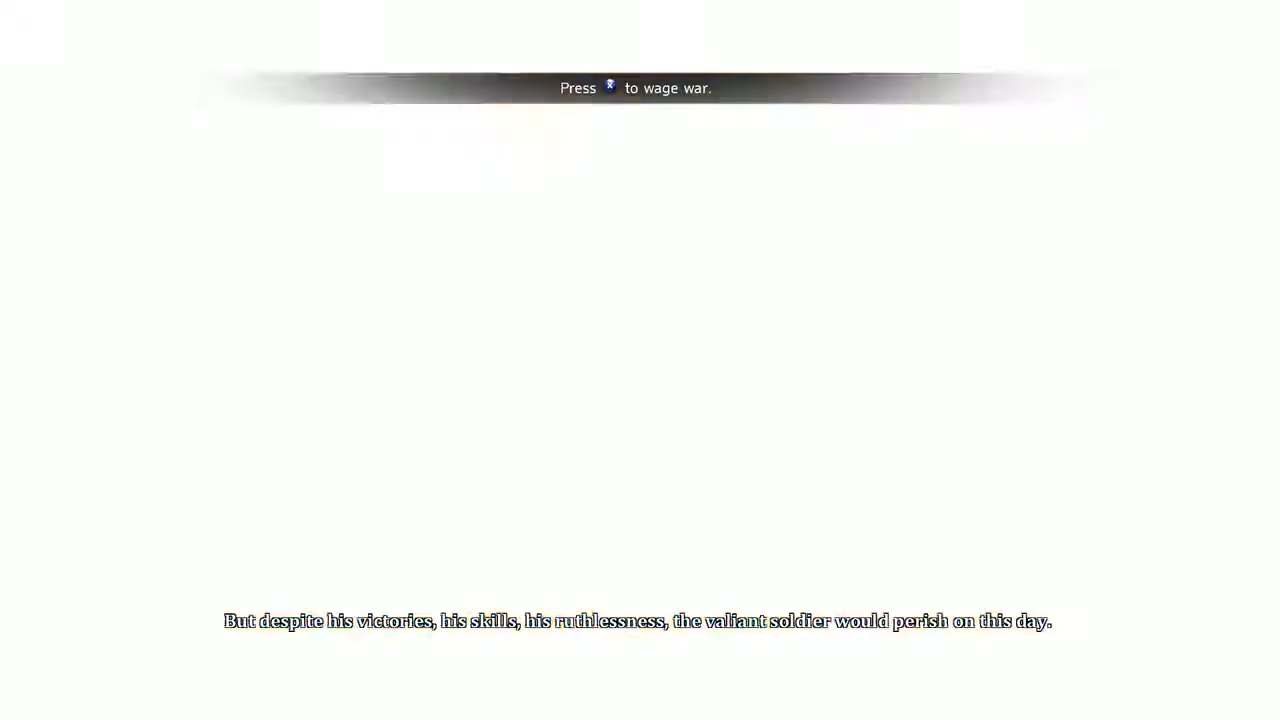 Press X to wage war.
But despite his victories, his skills, his ruthlessness, the valiant soldier would perish on this day.